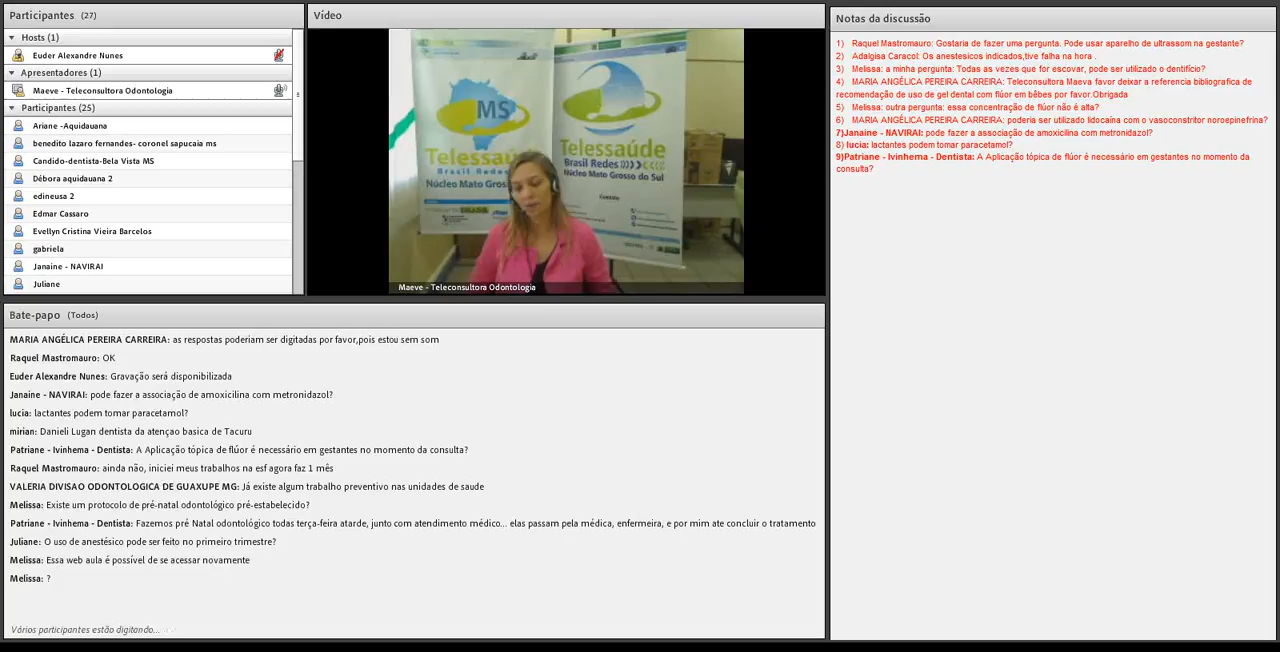 Participantes (27)
Hosts (1)
Euder Alexandre Nunes
Apresentadores (1)
Maeve - Teleconsultora Odontologia
Participantes (25)
Ariane -Aquidauana
benedito lazaro fernandes- coronel sapucaia ms
Candido-dentista-Bela Vista MS
Débora aquidauana 2
edineusa 2
Edmar Cassaro
Evellyn Cristina Vieira Barcelos
gabriela
Janaine - NAVIRAI
Juliane
Vídeo
MS
Telessaúde
Brasil Redes
Núcleo Mato Gros
Telessaúde
Brasil Redes
Núcleo Mato Grosso do Sul
Maeve - Teleconsultora Odontologia
Bate-papo (Todos)
MARIA ANGÉLICA PEREIRA CARREIRA: as respostas poderiam ser digitadas por favor,pois estou sem som
Raquel Mastromauro: OK
Euder Alexandre Nunes: Gravação será disponibilizada
Janaine - NAVIRAI: pode fazer a associação de amoxicilina com metronidazol?
lucia: lactantes podem tomar paracetamol?
mirian: Danieli Lugan dentista da atençao basica de Tacuru
Patriane - Ivinhema - Dentista: A Aplicação tópica de flúor é necessário em gestantes no momento da consulta?
Raquel Mastromauro: ainda não, iniciei meus trabalhos na esf agora faz 1 mês
VALERIA DIVISAO ODONTOLOGICA DE GUAXUPE MG: Já existe algum trabalho preventivo nas unidades de saude
Melissa: Existe um protocolo de pré-natal odontológico pré-estabelecido?
Patriane - Ivinhema - Dentista: Fazemos pré Natal odontológico todas terça-feira atarde, junto com atendimento médico... elas passam pela médica, enfermeira, e por mim ate concluir o tratamento
Juliane: O uso de anestésico pode ser feito no primeiro trimestre?
Melissa: Essa web aula é possível de se acessar novamente
Melissa: ?
Vários participantes estão digitando...
Notas da discussão
1) Raquel Mastromauro: Gostaria de fazer uma pergunta. Pode usar aparelho de ultrassom na gestante?
2) Adalgisa Caracol: Os anestesicos indicados,tive falha na hora .
3) Melissa: a minha pergunta: Todas as vezes que for escovar, pode ser utilizado o dentifício?
4) MARIA ANGÉLICA PEREIRA CARREIRA: Teleconsultora Maeva favor deixar a referencia bibliografica de
recomendação de uso de gel dental com flúor em bêbes por favor.Obrigada
5) Melissa: outra pergunta: essa concentração de flúor não é alta?
6) MARIA ANGÉLICA PEREIRA CARREIRA: poderia ser utilizado lidocaína com o vasoconstritor noroepinefrina?
7)Janaine - NAVIRAI: pode fazer a associação de amoxicilina com metronidazol?
8) lucia: lactantes podem tomar paracetamol?
9)Patriane - Ivinhema - Dentista: A Aplicação tópica de flúor é necessário em gestantes no momento da
consulta?